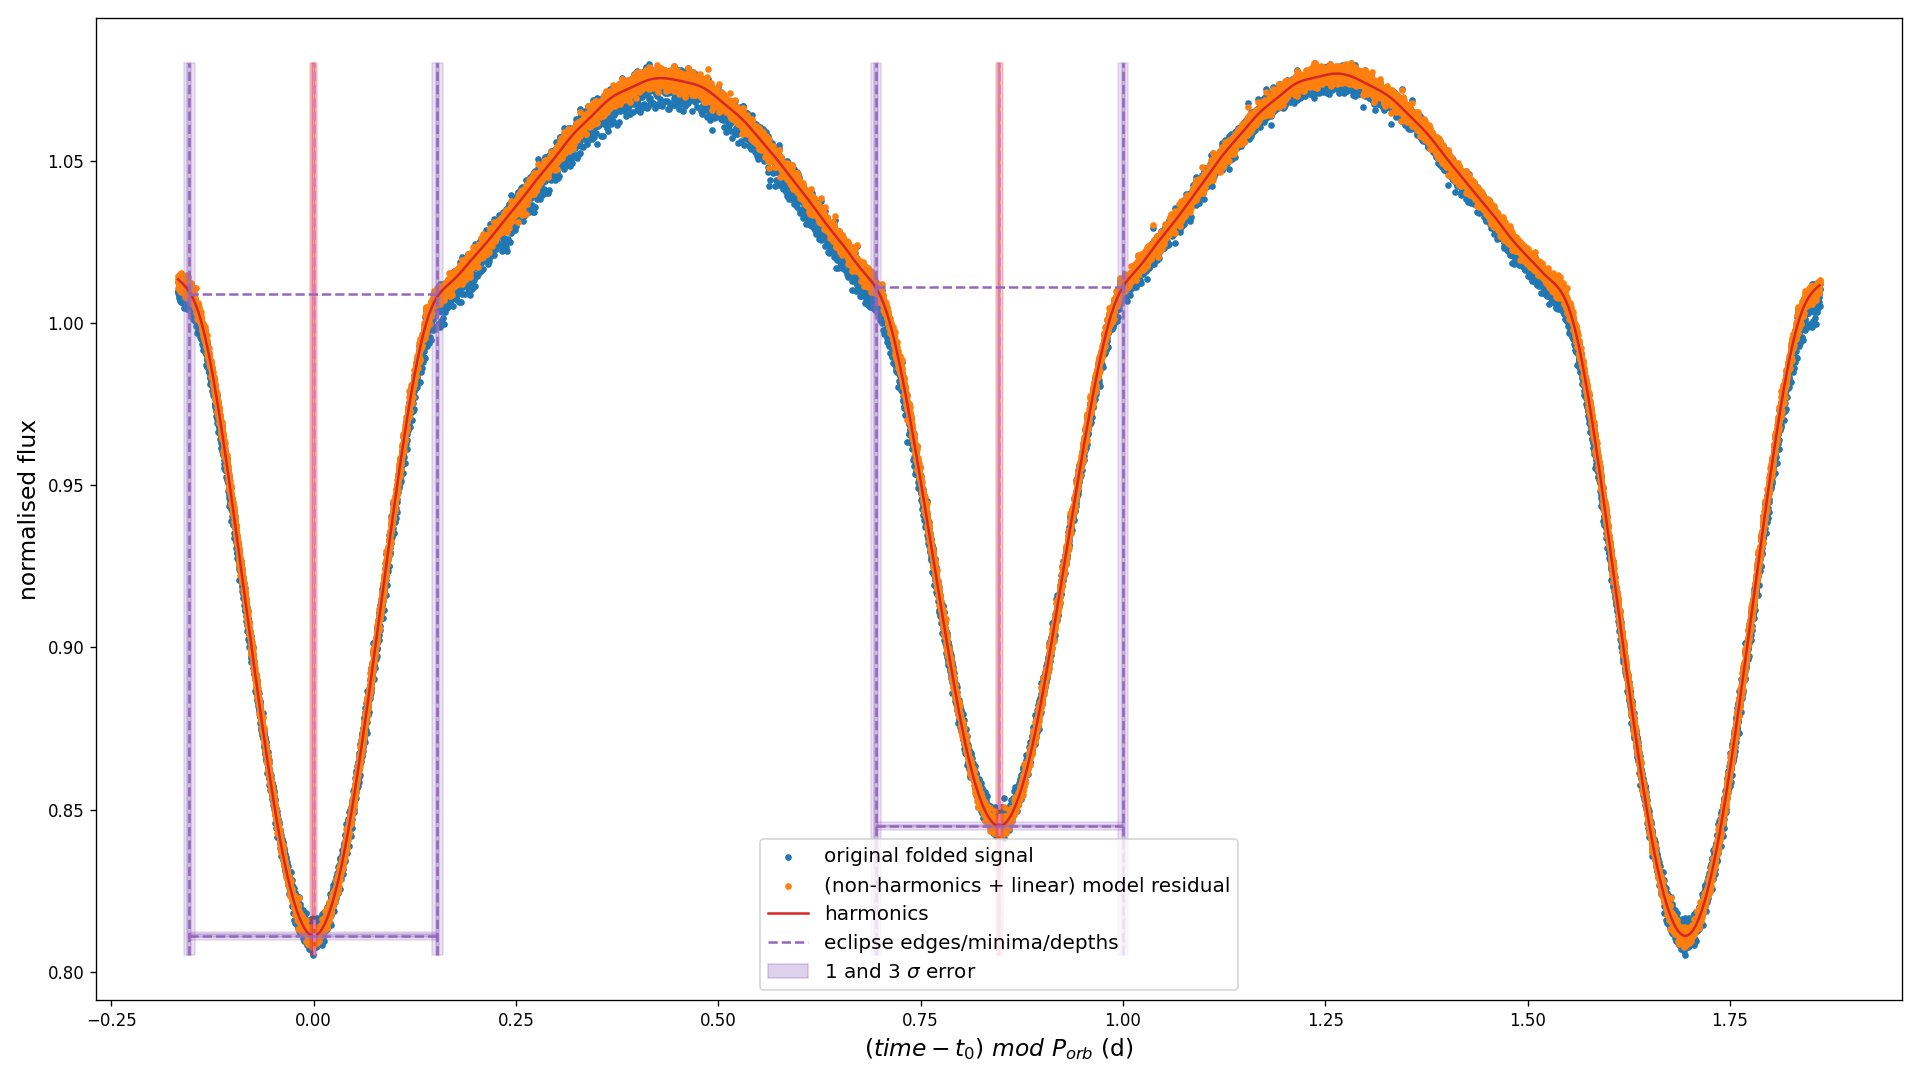 normalised flux
1.05
1.00
0.95
0.90
0.85
0.80
original folded signal
(non-harmonics + linear) model residual
harmonics
eclipse edges/minima/depths
1 and 3 σ error
−0.25 0.00 0.25 0.50 0.75 1.00 1.25 1.50 1.75
(time − t₀) mod P_orb (d)